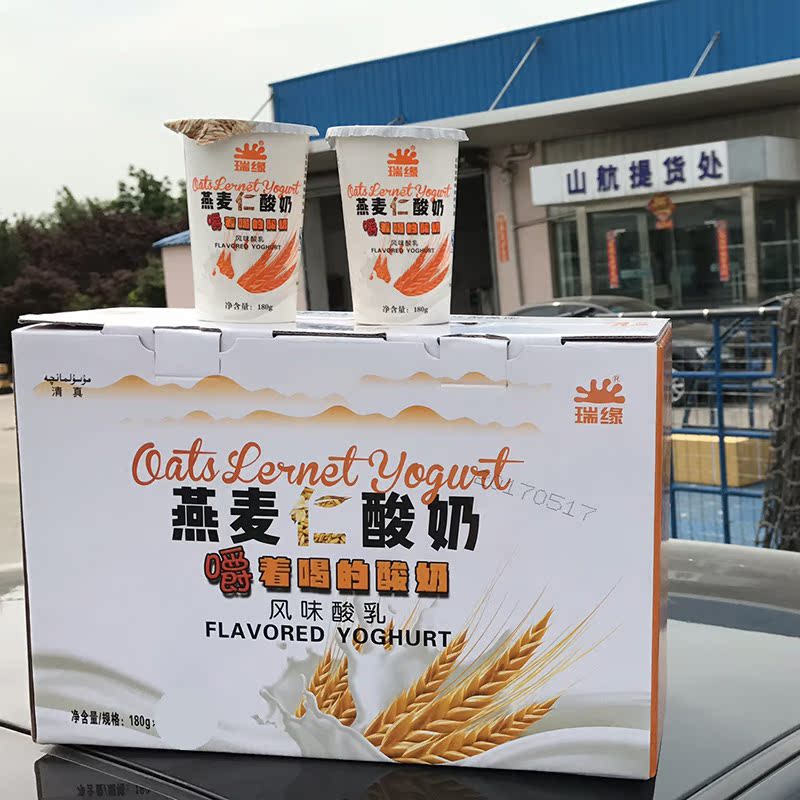 瑞缘
Oats Lernet Yogurt
燕麦仁酸奶
嚼着喝的酸奶
风味酸乳
FLAVORED YOGHURT
净含量：180g
瑞缘
Oats Lernet Yogurt
燕麦仁酸奶
嚼着喝的酸奶
风味酸乳
FLAVORED YOGHURT
净含量：180g
山航提货处
مۇسۇلمانچە
清真
瑞缘®
Oats Lernet Yogurt
20170517
燕麦仁酸奶
嚼着喝的酸奶
风味酸乳
FLAVORED YOGHURT
净含量/规格：180g